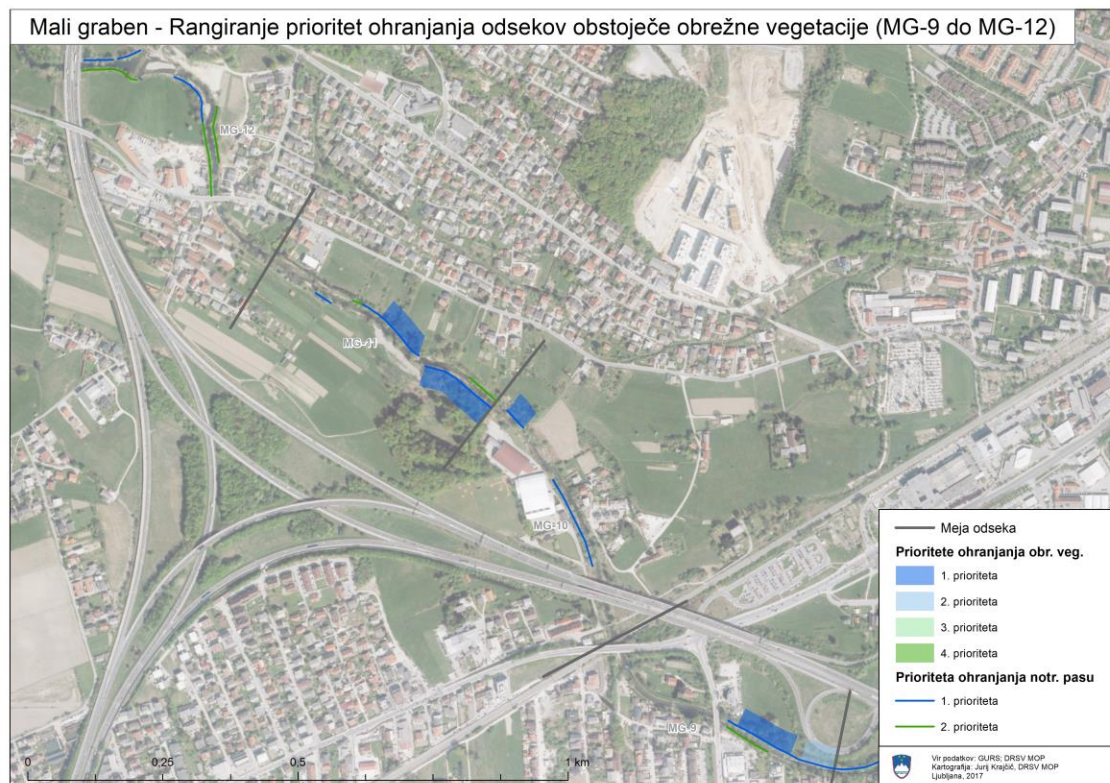 Mali graben - Rangiranje prioritet ohranjanja odsekov obstoječe obrežne vegetacije (MG-9 do MG-12)
MG-12
MG-11
MG-10
MG-9
0 0,25 0,5 1 km
Meja odseka
Prioritete ohranjanja obr. veg.
1. prioriteta
2. prioriteta
3. prioriteta
4. prioriteta
Prioriteta ohranjanja notr. pasu
1. prioriteta
2. prioriteta
Vir podatkov: GURS; DRSV MOP
Kartografija: Jurij Krajčič, DRSV MOP
Ljubljana, 2017